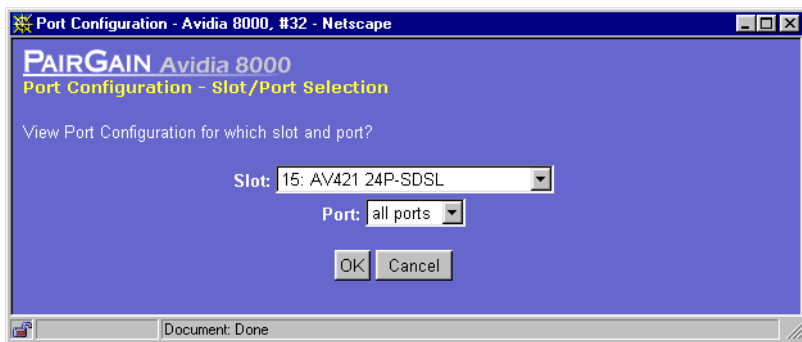 Port Configuration - Avidia 8000, #32 - Netscape
PAIRGAIN Avidia 8000
Port Configuration - Slot/Port Selection
View Port Configuration for which slot and port?
Slot: 15: AV421 24P-SDSL
Port: all ports
OK Cancel
Document: Done